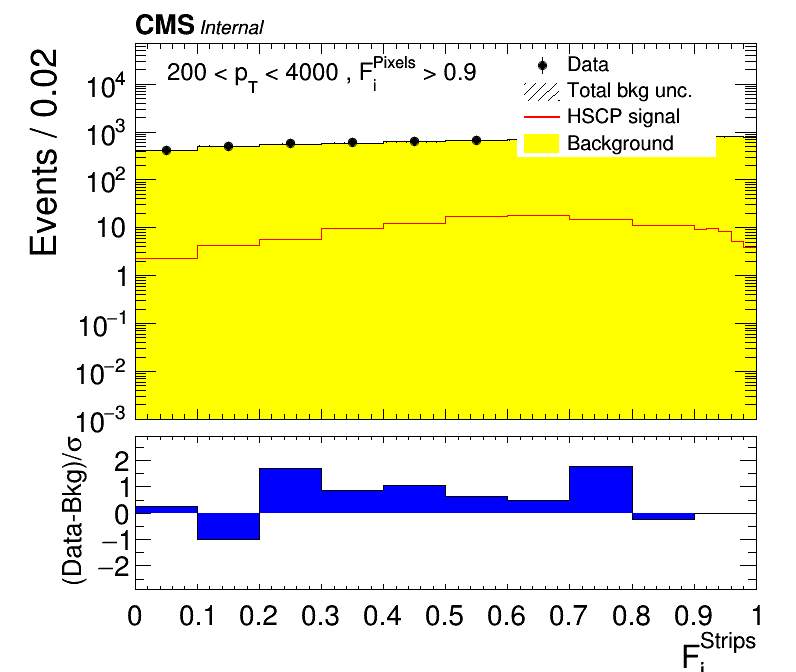 CMS Internal
200 < p_T < 4000 , F_i^Pixels > 0.9
Data
Total bkg unc.
HSCP signal
Background
Events / 0.02
10^4
10^3
10^2
10
1
10^−1
10^−2
10^−3
(Data-Bkg)/σ
2
1
0
−1
−2
0 0.1 0.2 0.3 0.4 0.5 0.6 0.7 0.8 0.9 1
F_i^Strips